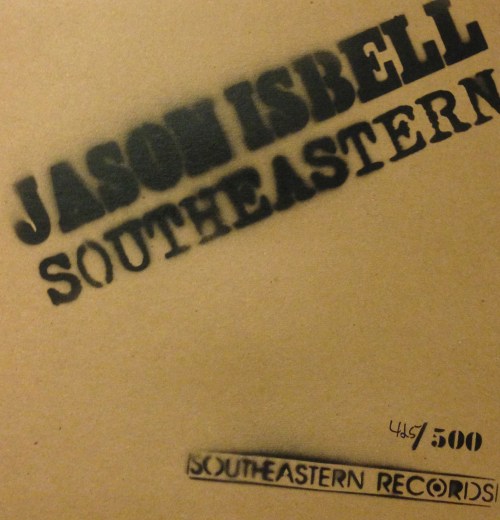 JASON ISBELL
SOUTHEASTERN
425/500
SOUTHEASTERN RECORDS